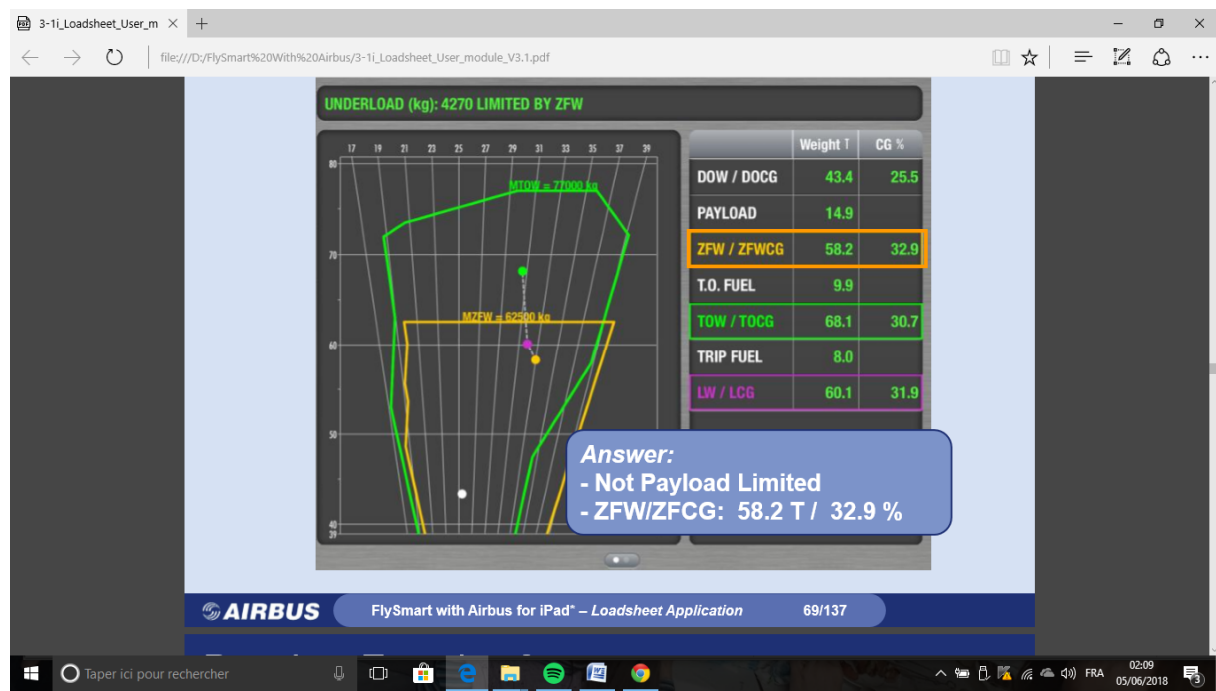 3-1i_Loadsheet_User_m
file:///D:/FlySmart%20With%20Airbus/3-1i_Loadsheet_User_module_V3.1.pdf
UNDERLOAD (kg): 4270 LIMITED BY ZFW
17 19 21 23 25 27 29 31 33 35 37 39
80
MTOW = 77000 kg
70
MZFW = 62500 kg
60
50
40
39
Weight T CG %
DOW / DOCG 43.4 25.5
PAYLOAD 14.9
ZFW / ZFWCG 58.2 32.9
T.O. FUEL 9.9
TOW / TOCG 68.1 30.7
TRIP FUEL 8.0
LW / LCG 60.1 31.9
Answer:
- Not Payload Limited
- ZFW/ZFCG: 58.2 T / 32.9 %
AIRBUS
FlySmart with Airbus for iPad* – Loadsheet Application 69/137
Taper ici pour rechercher
FRA
02:09
05/06/2018
3